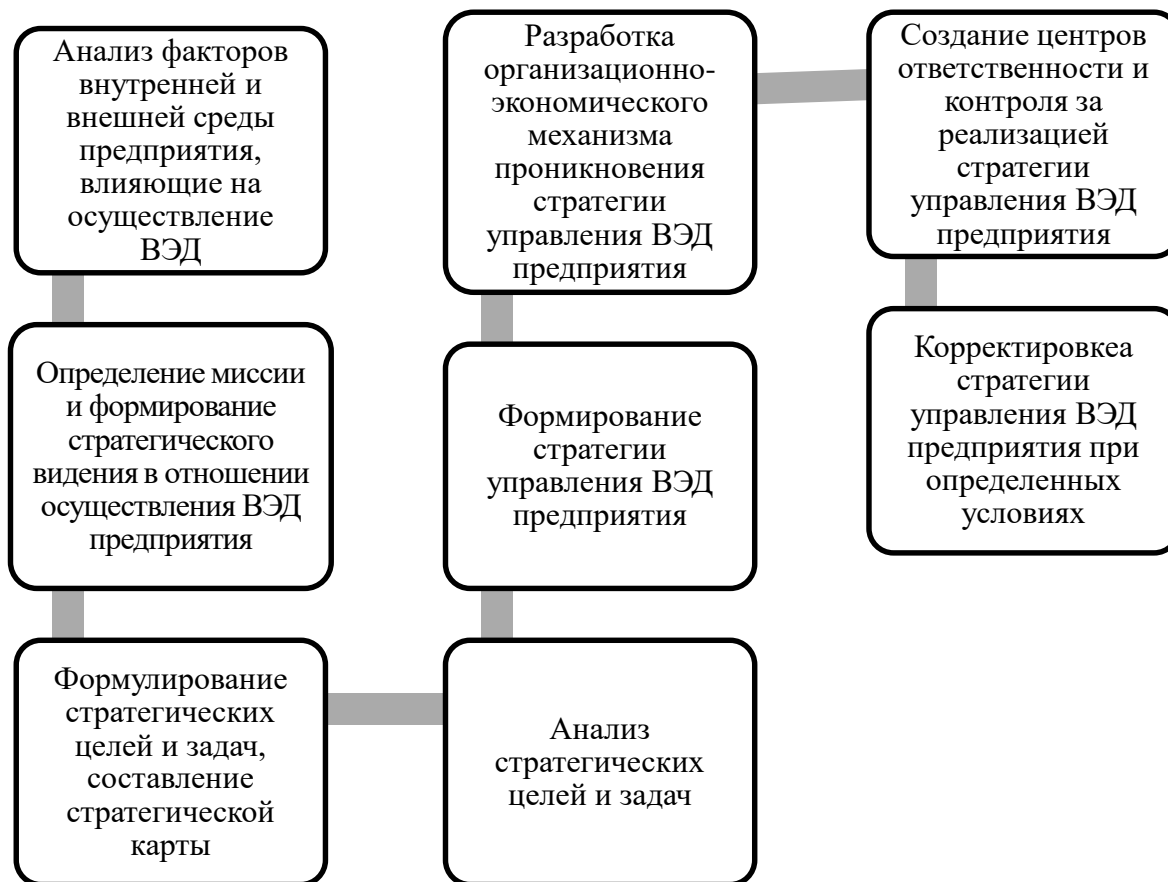 Анализ факторов
внутренней и
внешней среды
предприятия,
влияющие на
осуществление
ВЭД
Определение миссии
и формирование
стратегического
видения в отношении
осуществления ВЭД
предприятия
Формулирование
стратегических
целей и задач,
составление
стратегической
карты
Анализ
стратегических
целей и задач
Формирование
стратегии
управления ВЭД
предприятия
Разработка
организационно-
экономического
механизма
проникновения
стратегии
управления ВЭД
предприятия
Создание центров
ответственности и
контроля за
реализацией
стратегии
управления ВЭД
предприятия
Корректировкеа
стратегии
управления ВЭД
предприятия при
определенных
условиях